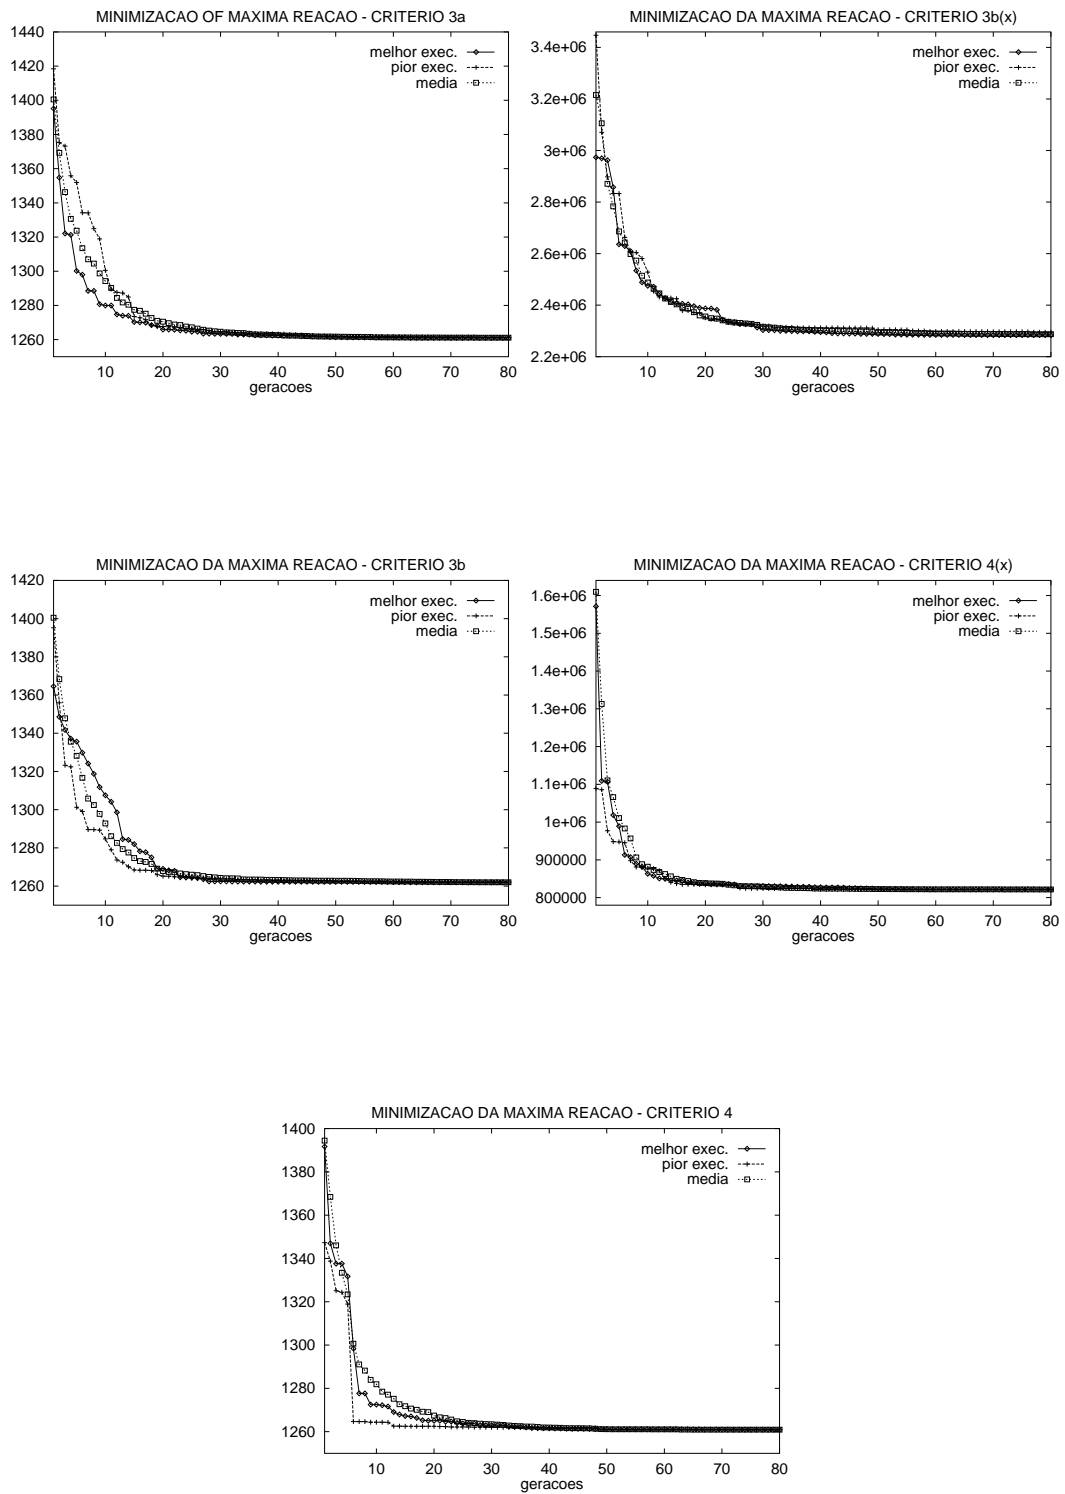 MINIMIZACAO OF MAXIMA REACAO - CRITERIO 3a
melhor exec.
pior exec.
media
1440
1420
1400
1380
1360
1340
1320
1300
1280
1260
10 20 30 40 50 60 70 80
geracoes
MINIMIZACAO DA MAXIMA REACAO - CRITERIO 3b(x)
melhor exec.
pior exec.
media
3.4e+06
3.2e+06
3e+06
2.8e+06
2.6e+06
2.4e+06
2.2e+06
10 20 30 40 50 60 70 80
geracoes
MINIMIZACAO DA MAXIMA REACAO - CRITERIO 3b
melhor exec.
pior exec.
media
1420
1400
1380
1360
1340
1320
1300
1280
1260
10 20 30 40 50 60 70 80
geracoes
MINIMIZACAO DA MAXIMA REACAO - CRITERIO 4(x)
melhor exec.
pior exec.
media
1.6e+06
1.5e+06
1.4e+06
1.3e+06
1.2e+06
1.1e+06
1e+06
900000
800000
10 20 30 40 50 60 70 80
geracoes
MINIMIZACAO DA MAXIMA REACAO - CRITERIO 4
melhor exec.
pior exec.
media
1400
1380
1360
1340
1320
1300
1280
1260
10 20 30 40 50 60 70 80
geracoes